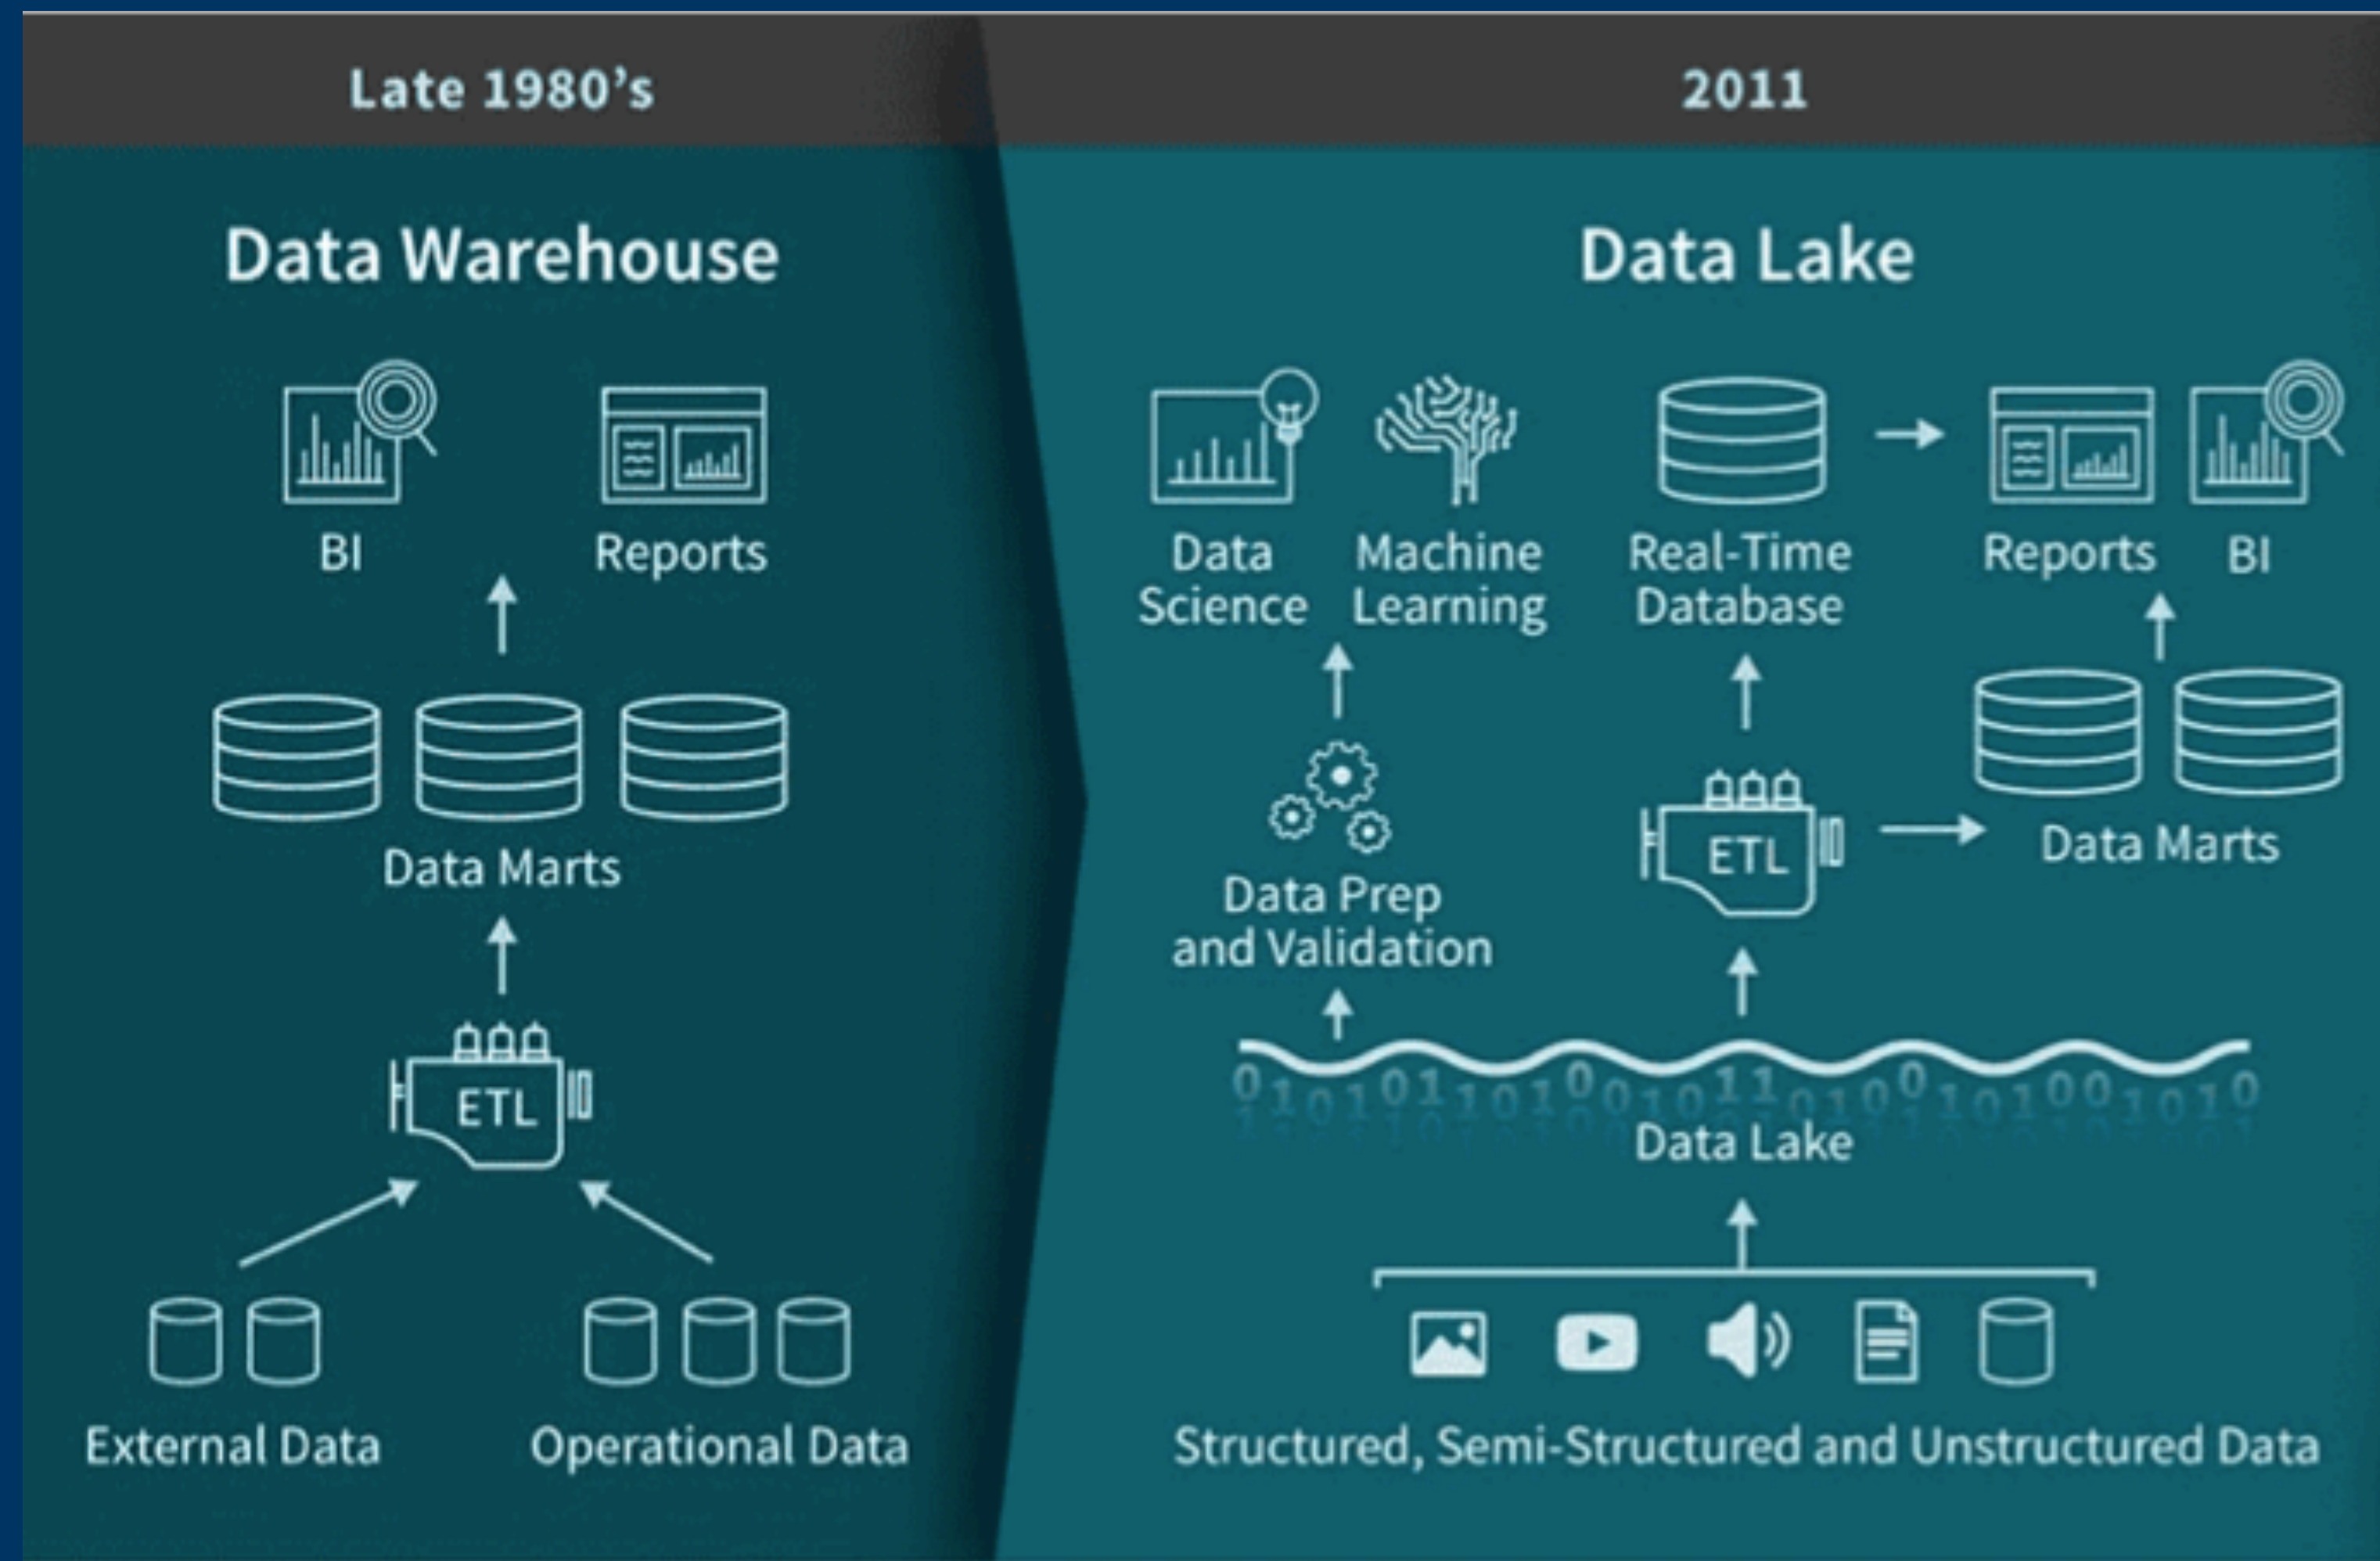 Late 1980's
Data Warehouse
BI
Reports
Data Marts
ETL
External Data
Operational Data
2011
Data Lake
Data
Science
Machine
Learning
Real-Time
Database
Reports
BI
Data Prep
and Validation
ETL
Data Marts
Data Lake
Structured, Semi-Structured and Unstructured Data